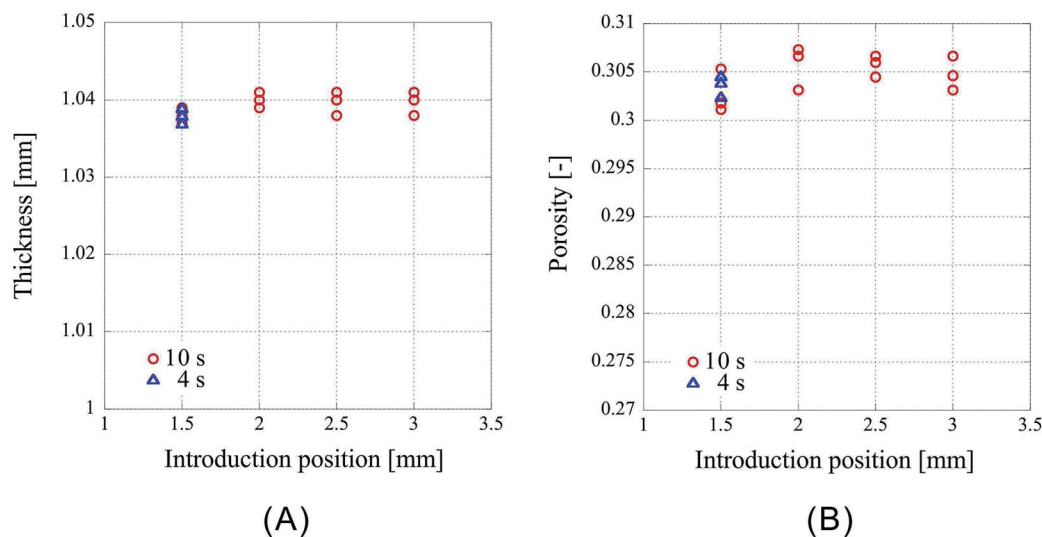 1.05
1.04
1.03
1.02
1.01
1
Thickness [mm]
10 s
4 s
1 1.5 2 2.5 3 3.5
Introduction position [mm]
(A)
0.31
0.305
0.3
0.295
0.29
0.285
0.28
0.275
0.27
Porosity [-]
10 s
4 s
1 1.5 2 2.5 3 3.5
Introduction position [mm]
(B)